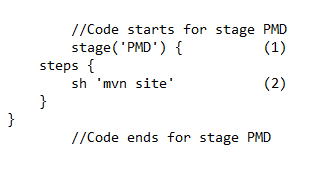 //Code starts for stage PMD
stage('PMD') { (1)
steps {
sh 'mvn site' (2)
}
}
//Code ends for stage PMD